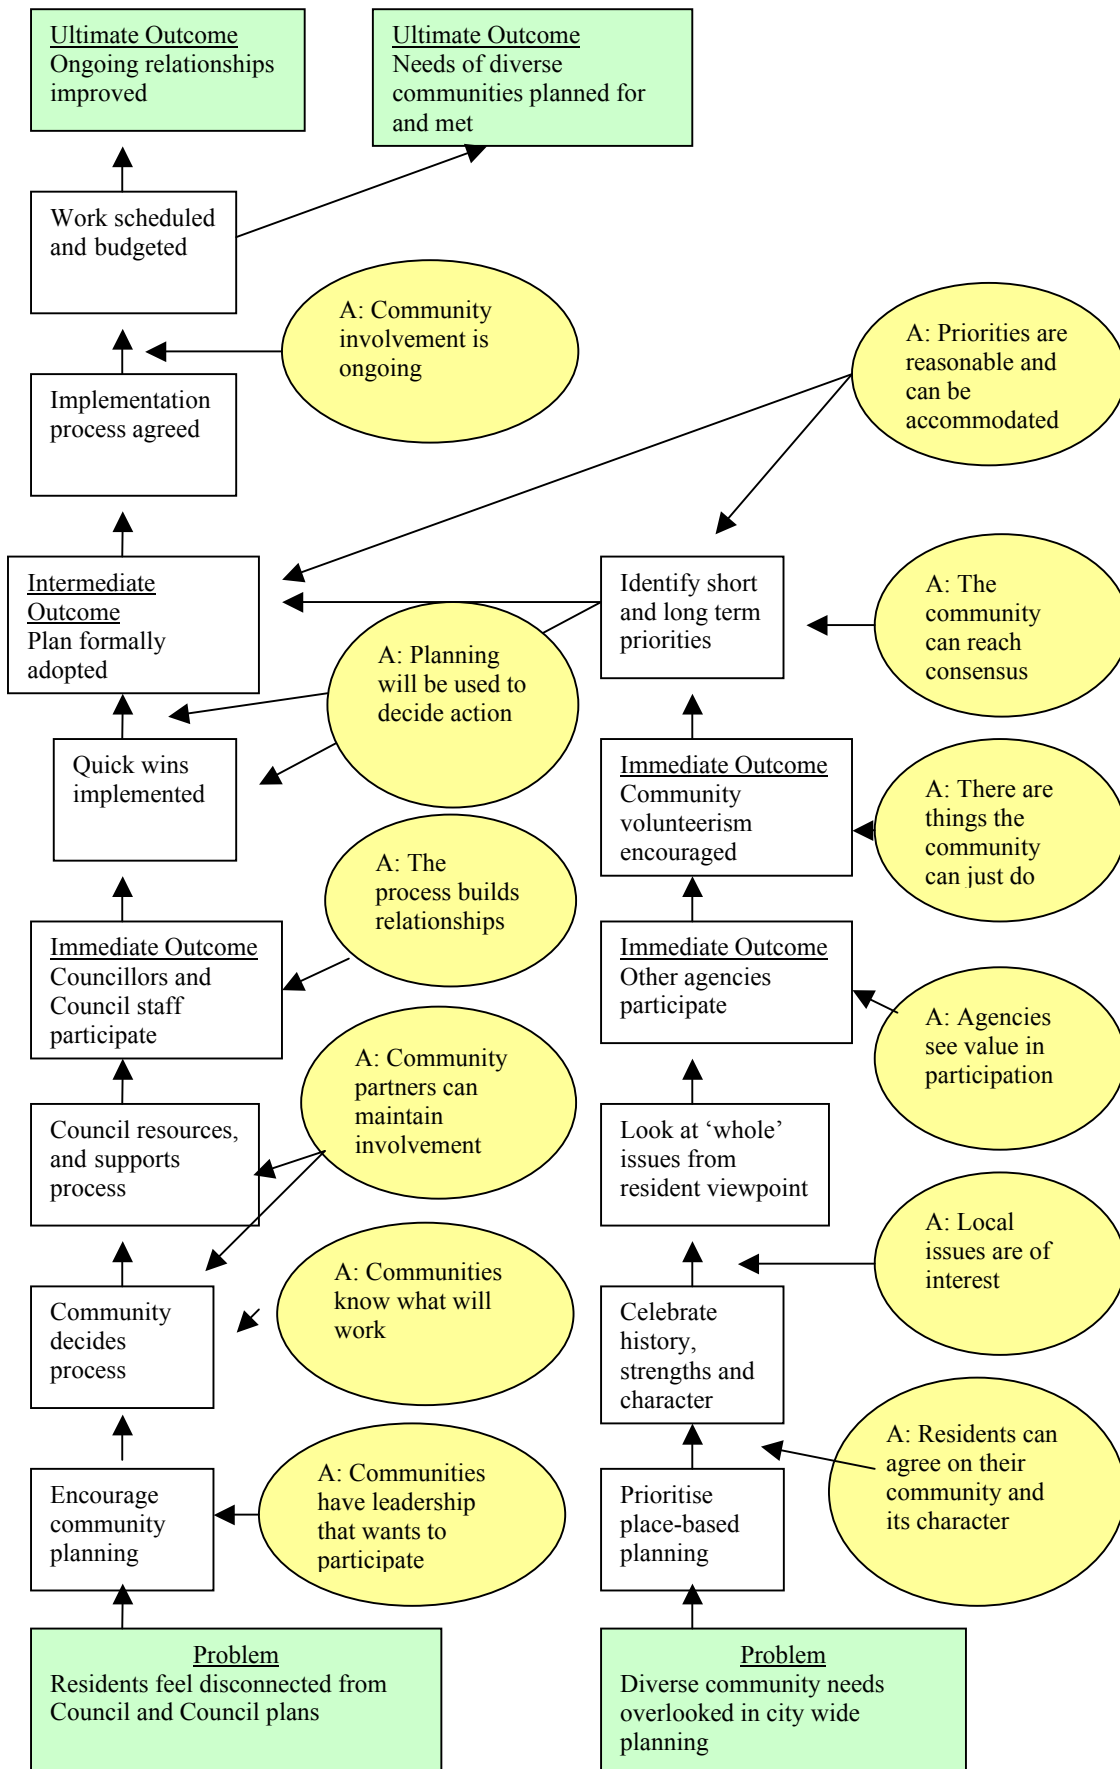 Ultimate Outcome
Ongoing relationships
improved
Ultimate Outcome
Needs of diverse
communities planned for
and met
Work scheduled
and budgeted
A: Community
involvement is
ongoing
A: Priorities are
reasonable and
can be
accommodated
Implementation
process agreed
Intermediate
Outcome
Plan formally
adopted
Identify short
and long term
priorities
A: The
community
can reach
consensus
A: Planning
will be used to
decide action
Quick wins
implemented
Immediate Outcome
Community
volunteerism
encouraged
A: There are
things the
community
can just do
A: The
process builds
relationships
Immediate Outcome
Councillors and
Council staff
participate
Immediate Outcome
Other agencies
participate
A: Agencies
see value in
participation
A: Community
partners can
maintain
involvement
Council resources,
and supports
process
Look at ‘whole’
issues from
resident viewpoint
A: Local
issues are of
interest
A: Communities
know what will
work
Community
decides
process
Celebrate
history,
strengths and
character
A: Residents can
agree on their
community and
its character
A: Communities
have leadership
that wants to
participate
Encourage
community
planning
Prioritise
place-based
planning
Problem
Residents feel disconnected from
Council and Council plans
Problem
Diverse community needs
overlooked in city wide
planning